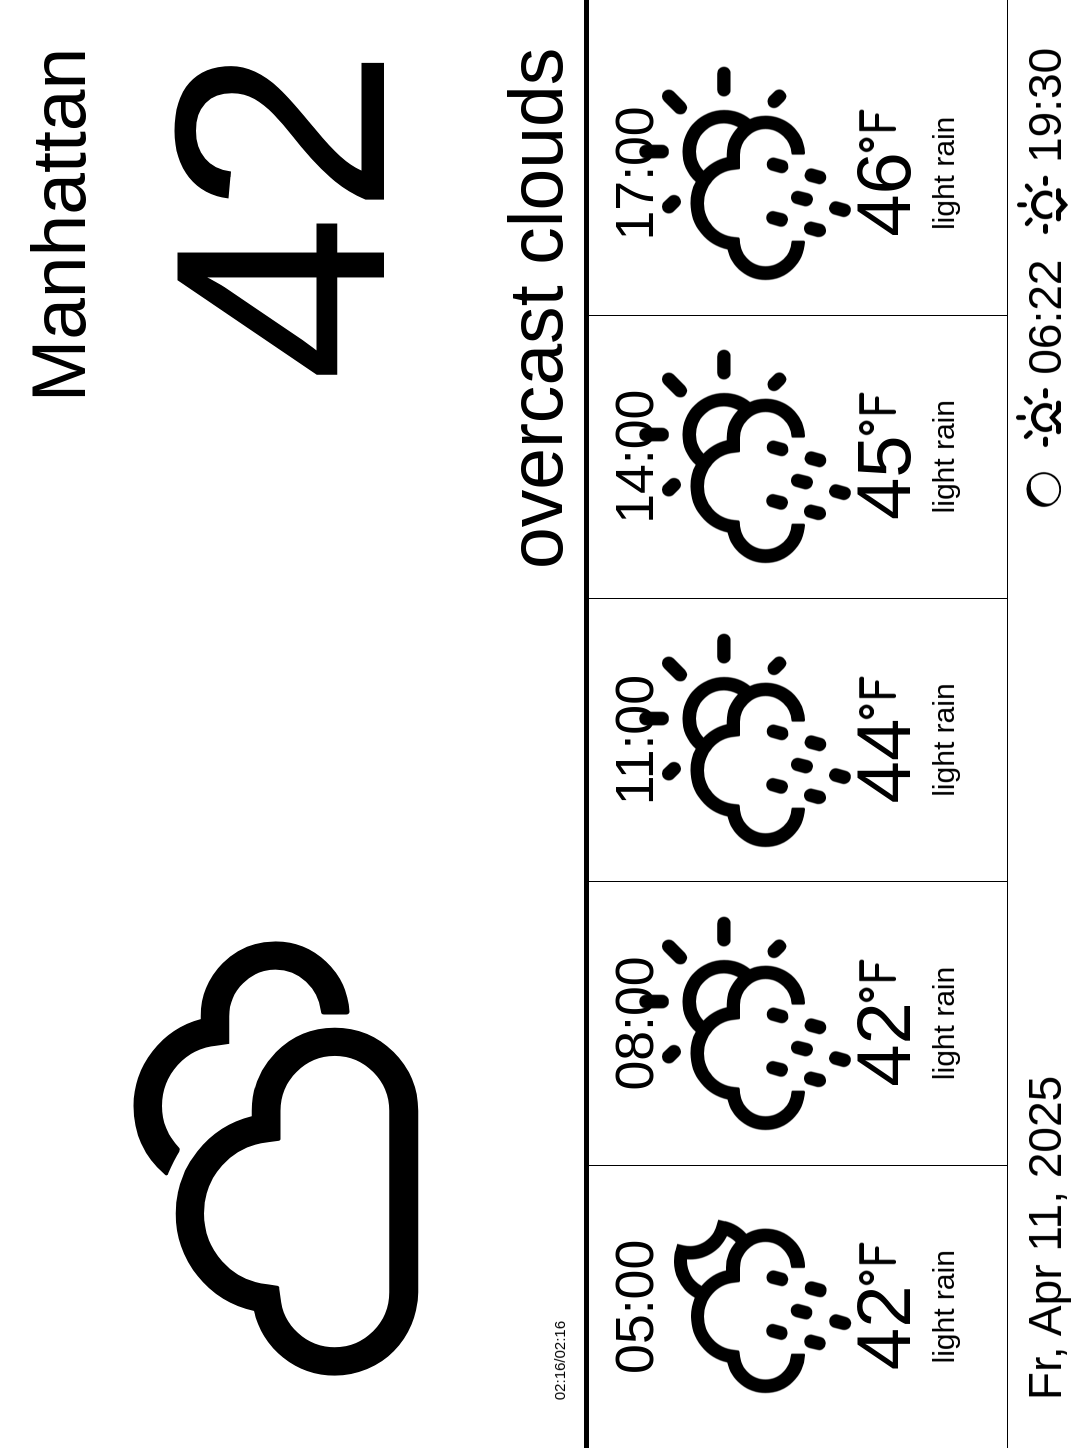 Manhattan
42
overcast clouds
02:16/02:16
05:00 08:00 11:00 14:00 17:00
42°F 42°F 44°F 45°F 46°F
light rain light rain light rain light rain light rain
Fr, Apr 11, 2025 06:22 19:30